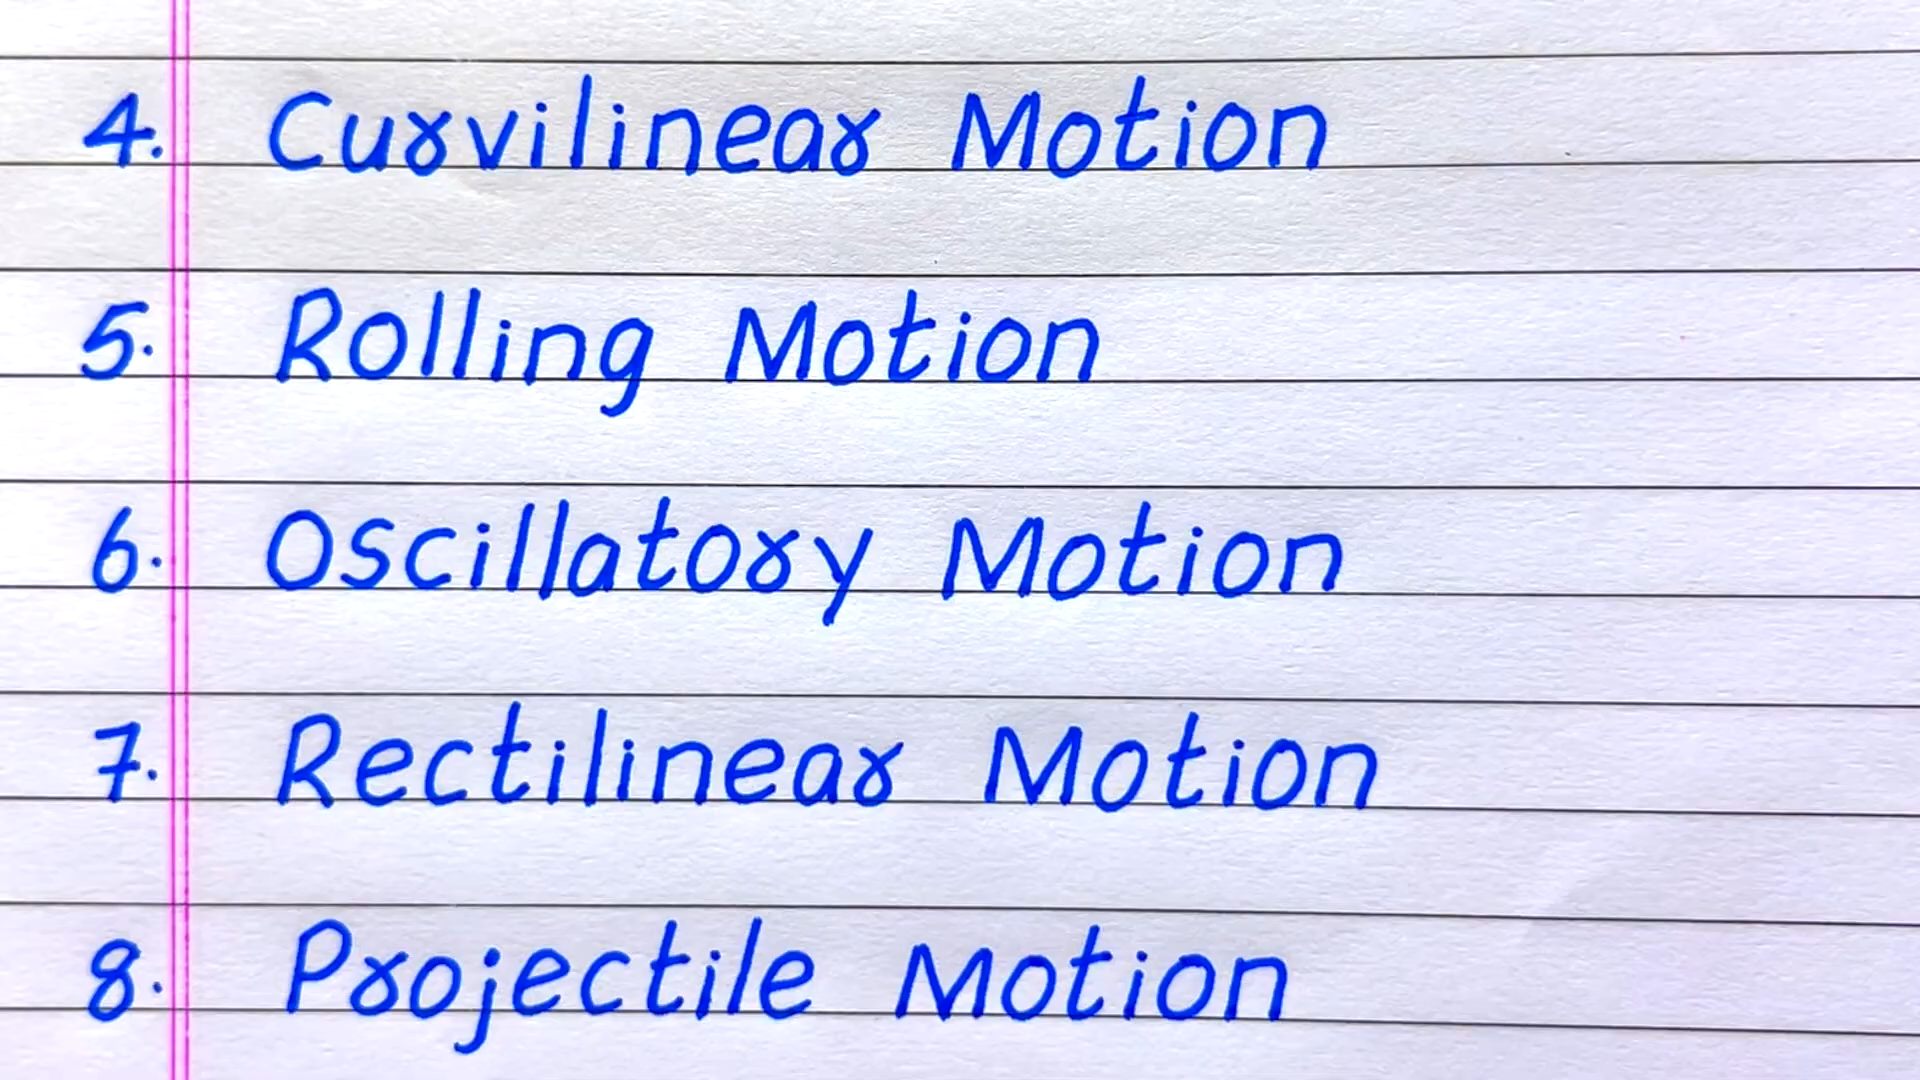 4. Curvilinear Motion
5. Rolling Motion
6. Oscillatory Motion
7. Rectilinear Motion
8. Projectile Motion